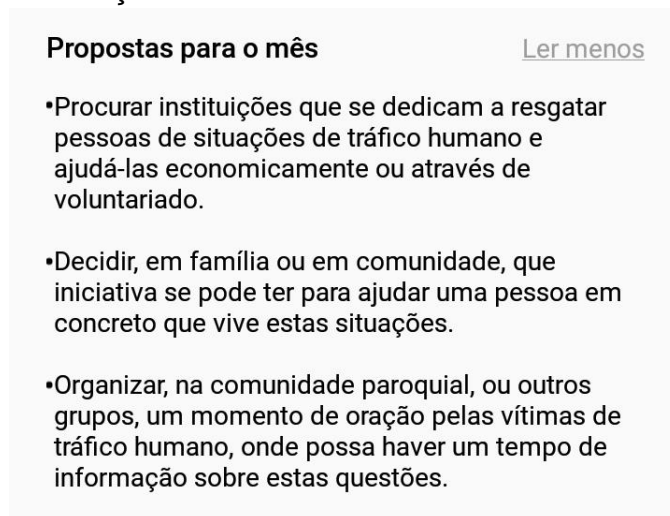 Propostas para o mês Ler menos
•Procurar instituições que se dedicam a resgatar
pessoas de situações de tráfico humano e
ajudá-las economicamente ou através de
voluntariado.
•Decidir, em família ou em comunidade, que
iniciativa se pode ter para ajudar uma pessoa em
concreto que vive estas situações.
•Organizar, na comunidade paroquial, ou outros
grupos, um momento de oração pelas vítimas de
tráfico humano, onde possa haver um tempo de
informação sobre estas questões.